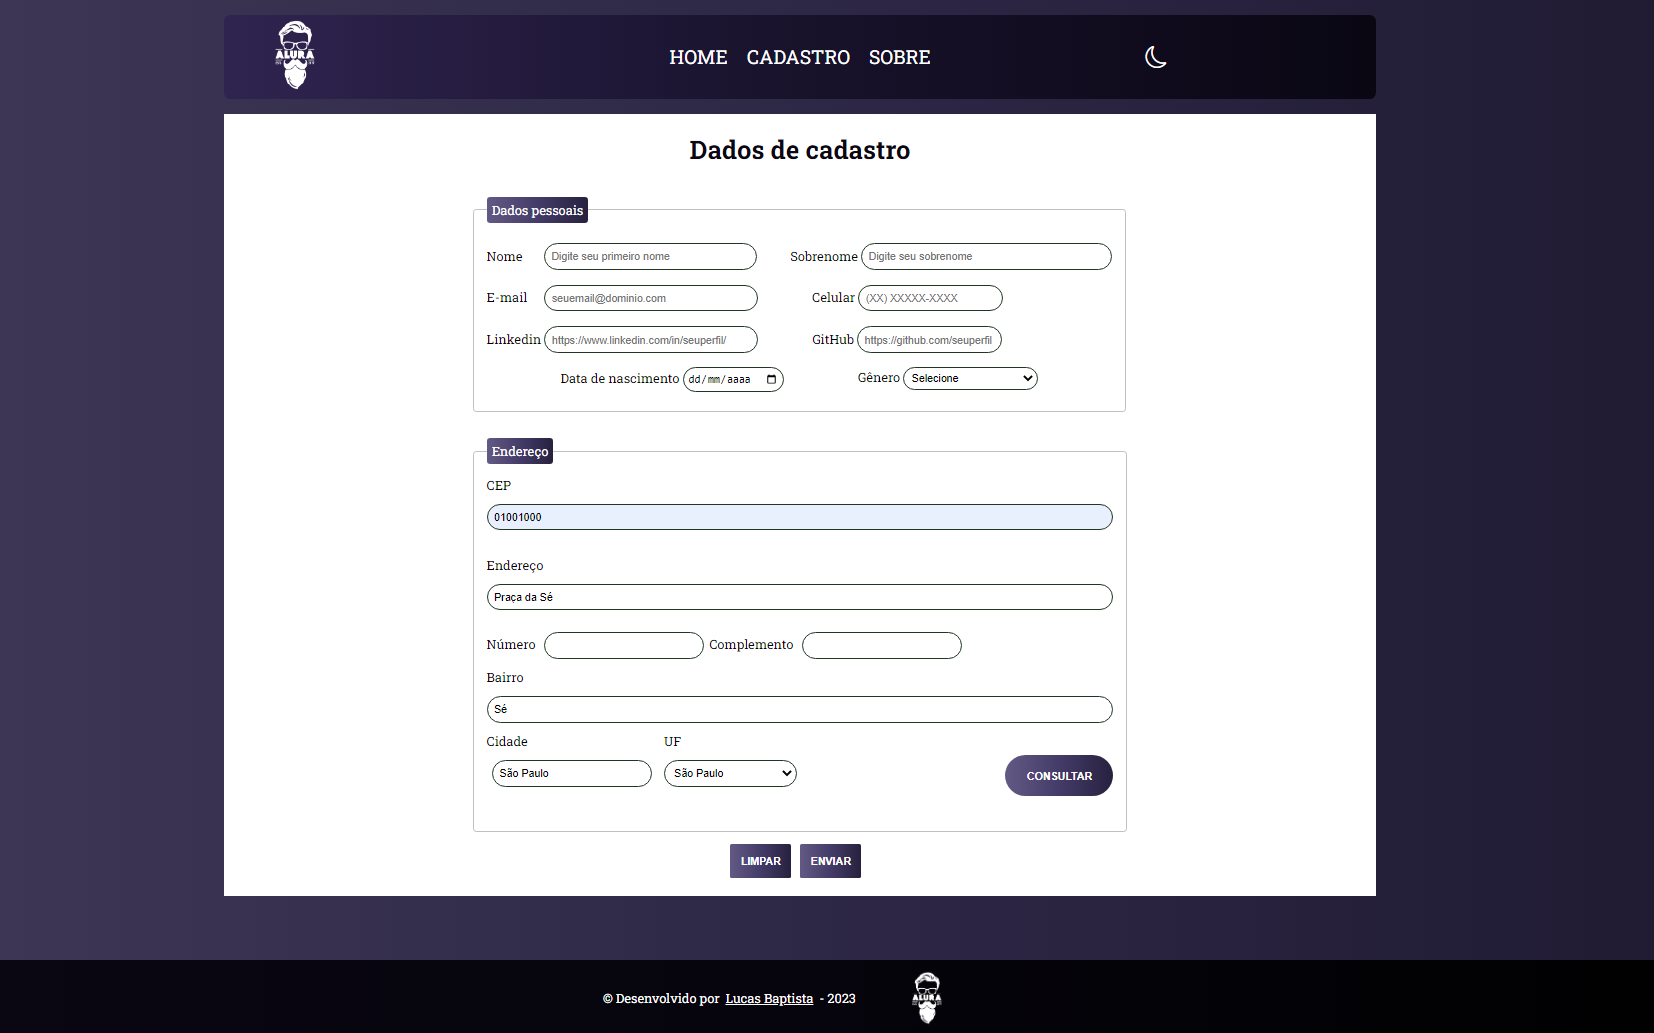 ALURA
HOME CADASTRO SOBRE
Dados de cadastro
Dados pessoais
Nome Digite seu primeiro nome Sobrenome Digite seu sobrenome
E-mail seuemail@dominio.com Celular (XX) XXXXX-XXXX
Linkedin https://www.linkedin.com/in/seuperfil/ GitHub https://github.com/seuperfil
Data de nascimento dd/mm/aaaa Gênero Selecione
Endereço
CEP
01001000
Endereço
Praça da Sé
Número Complemento
Bairro
Sé
Cidade UF
São Paulo São Paulo CONSULTAR
LIMPAR ENVIAR
© Desenvolvido por Lucas Baptista - 2023 ALURA